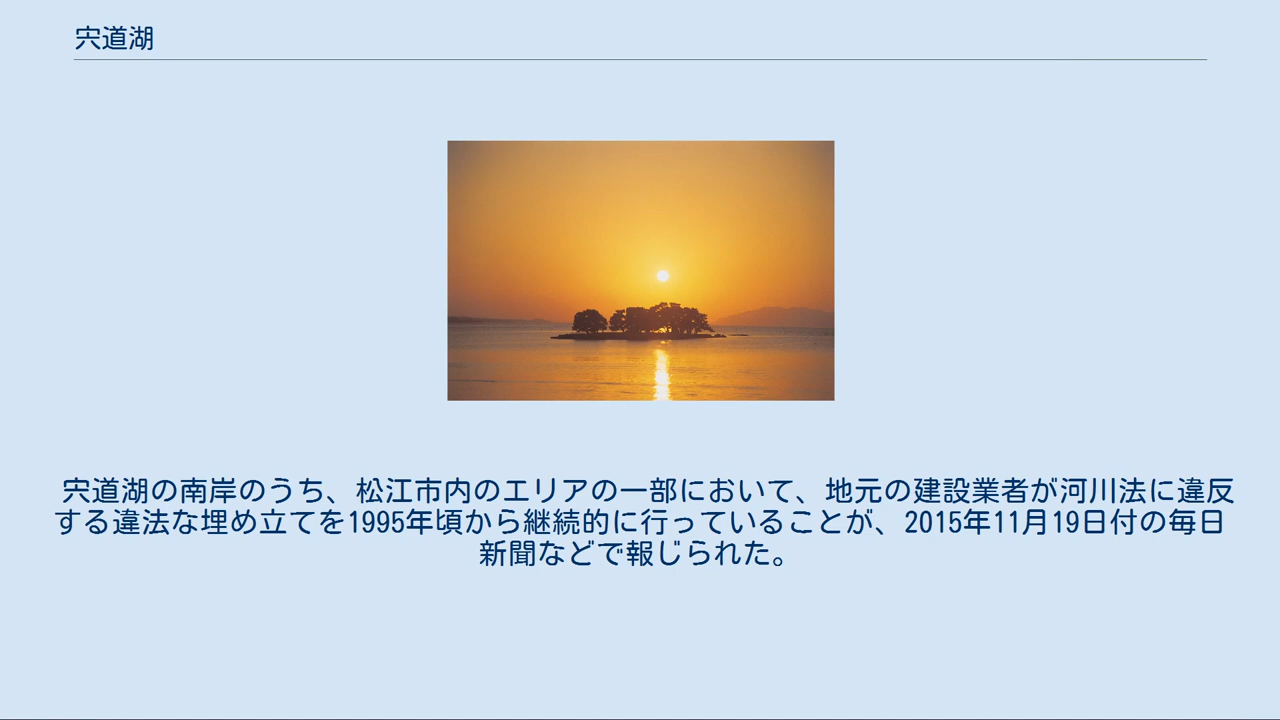 宍道湖
宍道湖の南岸のうち、松江市内のエリアの一部において、地元の建設業者が河川法に違反
する違法な埋め立てを1995年頃から継続的に行っていることが、2015年11月19日付の毎日
新聞などで報じられた。